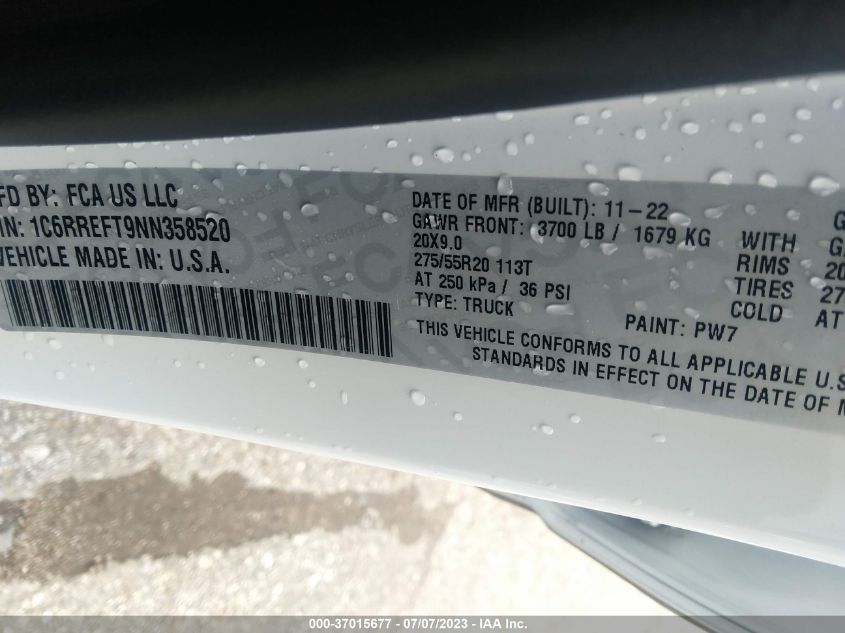 FD BY: FCA US LLC
IN: 1C6RREFT9NN358520
VEHICLE MADE IN: U.S.A.
DATE OF MFR (BUILT): 11-22
GAWR FRONT: 3700 LB / 1679 KG WITH
20X9.0 RIMS 20
275/55R20 113T TIRES 27
AT 250 kPa / 36 PSI COLD AT
TYPE: TRUCK PAINT: PW7
THIS VEHICLE CONFORMS TO ALL APPLICABLE U.S
STANDARDS IN EFFECT ON THE DATE OF M
000-37015677 - 07/07/2023 - IAA Inc.